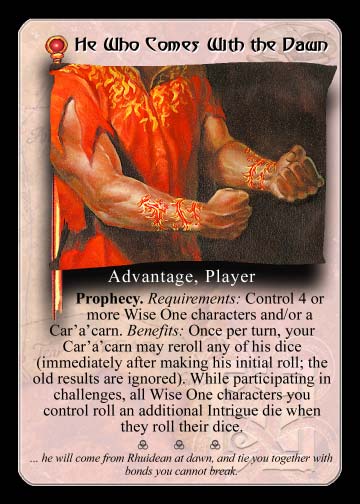 He Who Comes With the Dawn
Advantage, Player
Prophecy. Requirements: Control 4 or
more Wise One characters and/or a
Car'a'carn. Benefits: Once per turn, your
Car'a'carn may reroll any of his dice
(immediately after making his initial roll; the
old results are ignored). While participating in
challenges, all Wise One characters you
control roll an additional Intrigue die when
they roll their dice.
... he will come from Rhuidean at dawn, and tie you together with
bonds you cannot break.